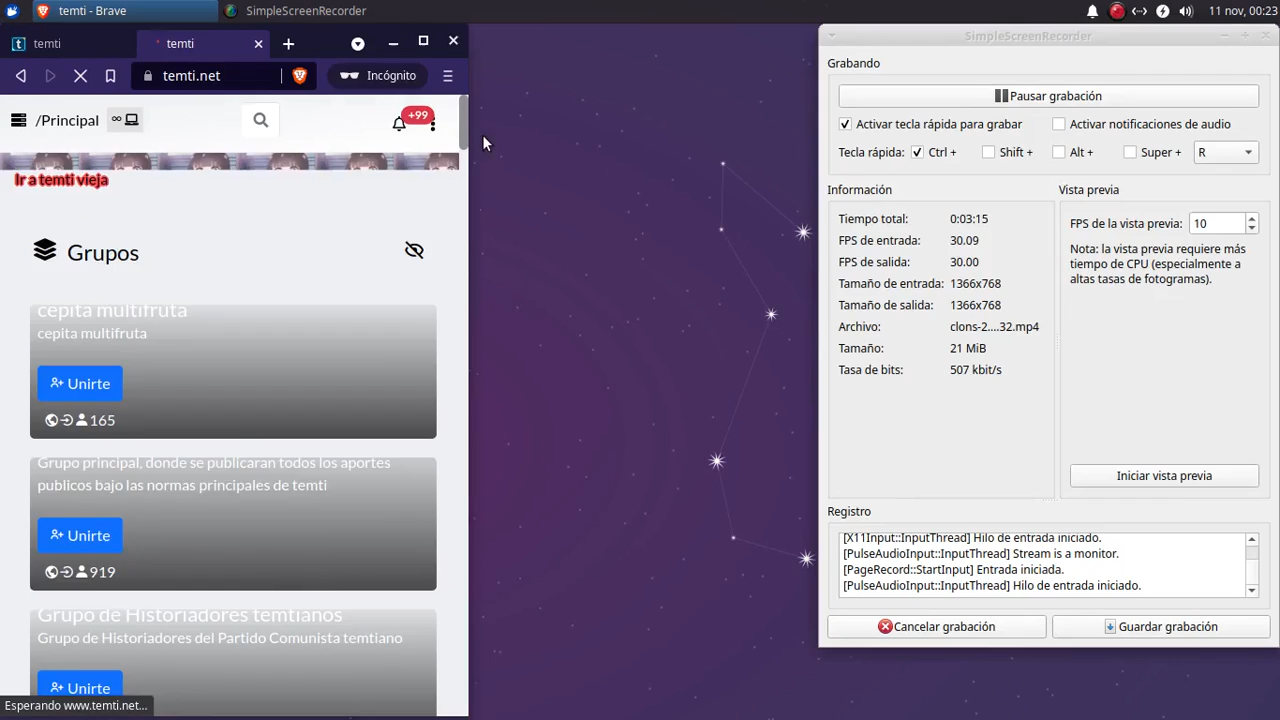 temti - Brave
SimpleScreenRecorder
11 nov, 00:23
temti
temti
temti.net
Incógnito
/Principal
+99
Ir a temti vieja
Grupos
cepita multifruta
cepita multifruta
Unirte
165
Grupo principal, donde se publicaran todos los aportes
publicos bajo las normas principales de temti
Unirte
919
Grupo de Historiadores temtianos
Grupo de Historiadores del Partido Comunista temtiano
Unirte
Esperando www.temti.net...
SimpleScreenRecorder
Grabando
Pausar grabación
Activar tecla rápida para grabar
Activar notificaciones de audio
Tecla rápida: Ctrl + Shift + Alt + Super + R
Información
Tiempo total: 0:03:15
FPS de entrada: 30.09
FPS de salida: 30.00
Tamaño de entrada: 1366x768
Tamaño de salida: 1366x768
Archivo: clons-2....32.mp4
Tamaño: 21 MiB
Tasa de bits: 507 kbit/s
Vista previa
FPS de la vista previa: 10
Nota: la vista previa requiere más
tiempo de CPU (especialmente a
altas tasas de fotogramas).
Iniciar vista previa
Registro
[X11Input::InputThread] Hilo de entrada iniciado.
[PulseAudioInput::InputThread] Stream is a monitor.
[PageRecord::StartInput] Entrada iniciada.
[PulseAudioInput::InputThread] Hilo de entrada iniciado.
Cancelar grabación
Guardar grabación